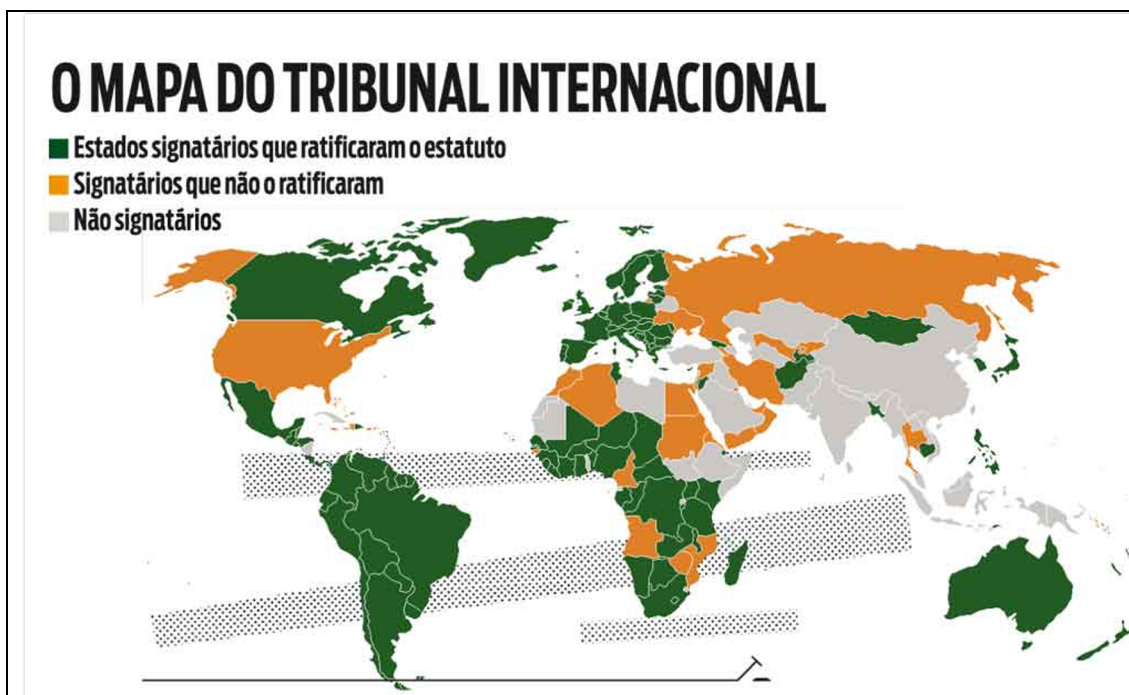 O MAPA DO TRIBUNAL INTERNACIONAL
Estados signatários que ratificaram o estatuto
Signatários que não o ratificaram
Não signatários